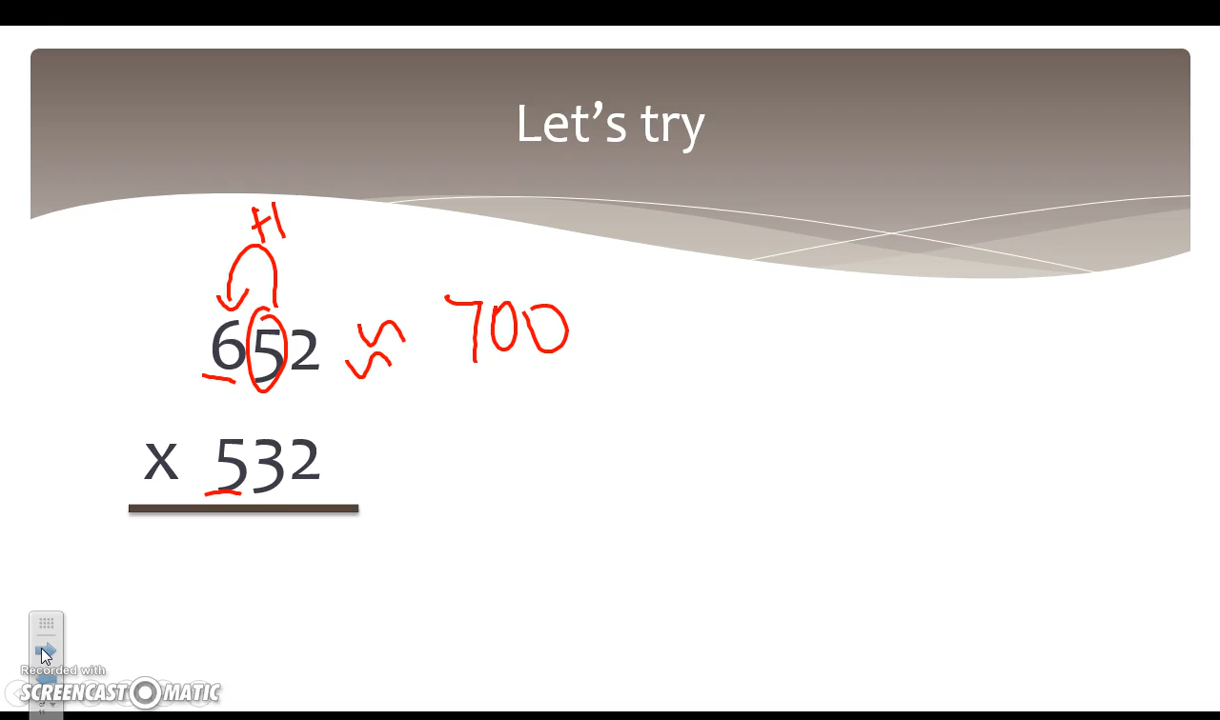 Let's try
+1
652 ≈ 700
x 532
Recorded with
SCREENCAST-O-MATIC